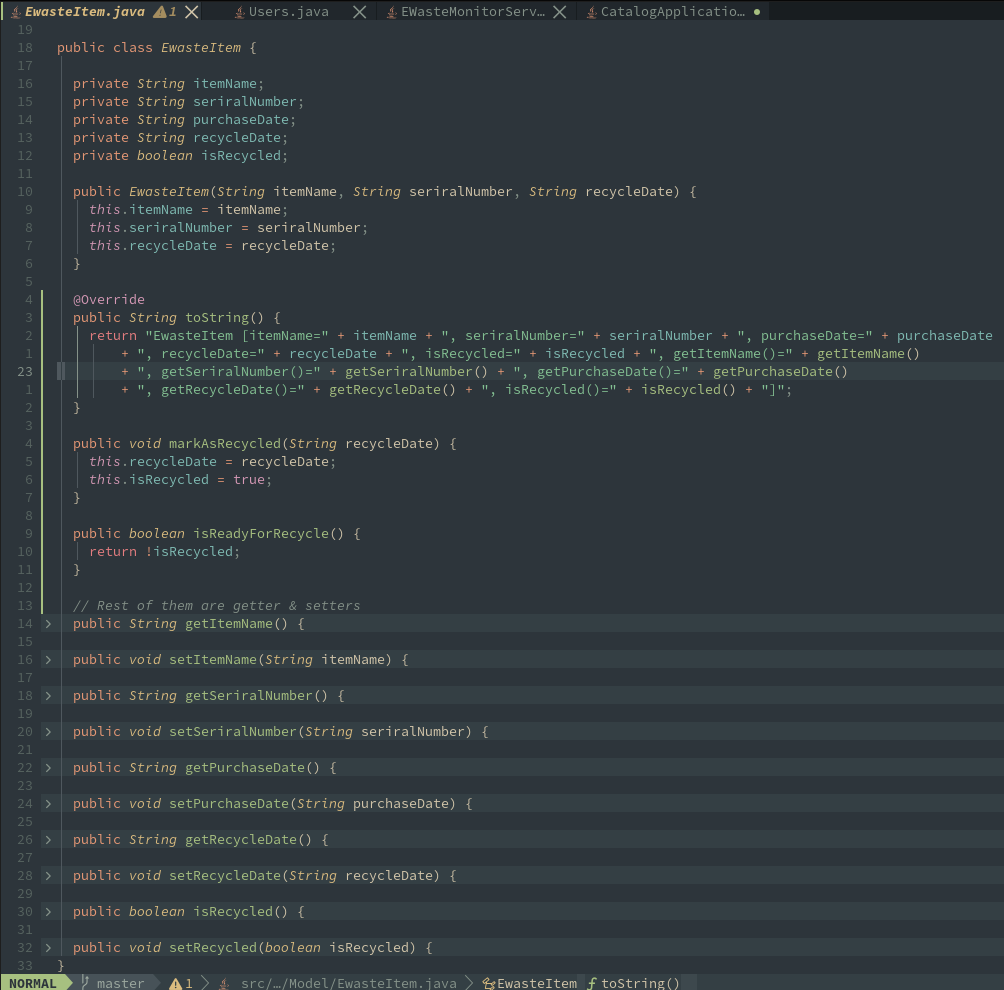 EwasteItem.java 1 Users.java EWasteMonitorServ… CatalogApplicatio…
19
18 public class EwasteItem {
17
16 private String itemName;
15 private String seriralNumber;
14 private String purchaseDate;
13 private String recycleDate;
12 private boolean isRecycled;
11
10 public EwasteItem(String itemName, String seriralNumber, String recycleDate) {
9 this.itemName = itemName;
8 this.seriralNumber = seriralNumber;
7 this.recycleDate = recycleDate;
6 }
5
4 @Override
3 public String toString() {
2 return "EwasteItem [itemName=" + itemName + ", seriralNumber=" + seriralNumber + ", purchaseDate=" + purchaseDate
1 + ", recycleDate=" + recycleDate + ", isRecycled=" + isRecycled + ", getItemName()=" + getItemName()
23 + ", getSeriralNumber()=" + getSeriralNumber() + ", getPurchaseDate()=" + getPurchaseDate()
1 + ", getRecycleDate()=" + getRecycleDate() + ", isRecycled()=" + isRecycled() + "]";
2 }
3
4 public void markAsRecycled(String recycleDate) {
5 this.recycleDate = recycleDate;
6 this.isRecycled = true;
7 }
8
9 public boolean isReadyForRecycle() {
10 return !isRecycled;
11 }
12
13 // Rest of them are getter & setters
14 > public String getItemName() {
15
16 > public void setItemName(String itemName) {
17
18 > public String getSeriralNumber() {
19
20 > public void setSeriralNumber(String seriralNumber) {
21
22 > public String getPurchaseDate() {
23
24 > public void setPurchaseDate(String purchaseDate) {
25
26 > public String getRecycleDate() {
27
28 > public void setRecycleDate(String recycleDate) {
29
30 > public boolean isRecycled() {
31
32 > public void setRecycled(boolean isRecycled) {
33 }
NORMAL master 1 src/…/Model/EwasteItem.java EwasteItem ƒ toString()